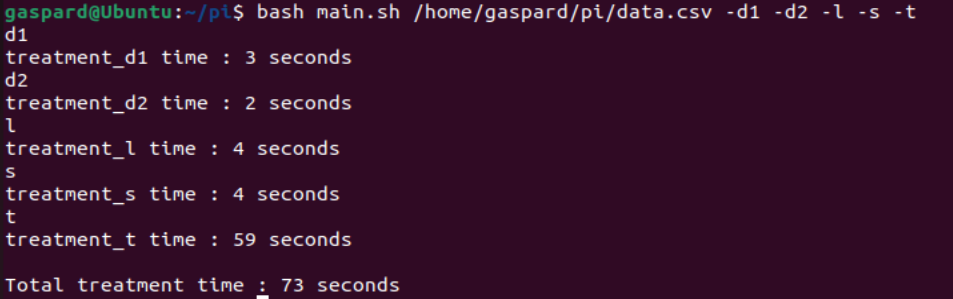 gaspard@Ubuntu:~/pi$ bash main.sh /home/gaspard/pi/data.csv -d1 -d2 -l -s -t
d1
treatment_d1 time : 3 seconds
d2
treatment_d2 time : 2 seconds
l
treatment_l time : 4 seconds
s
treatment_s time : 4 seconds
t
treatment_t time : 59 seconds

Total treatment time : 73 seconds